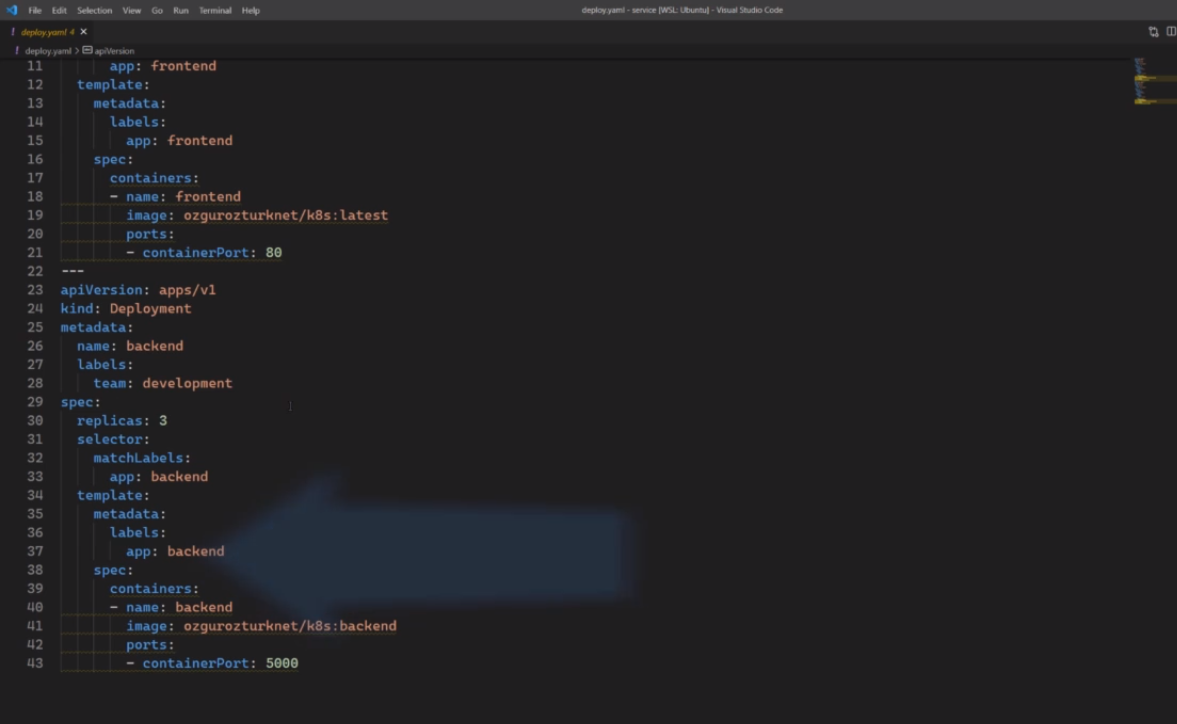 File Edit Selection View Go Run Terminal Help
deploy.yaml - service [WSL: Ubuntu] - Visual Studio Code
! deploy.yaml 4 ×
! deploy.yaml > apiVersion
11 app: frontend
12 template:
13 metadata:
14 labels:
15 app: frontend
16 spec:
17 containers:
18 - name: frontend
19 image: ozgurozturknet/k8s:latest
20 ports:
21 - containerPort: 80
22 ---
23 apiVersion: apps/v1
24 kind: Deployment
25 metadata:
26 name: backend
27 labels:
28 team: development
29 spec:
30 replicas: 3
31 selector:
32 matchLabels:
33 app: backend
34 template:
35 metadata:
36 labels:
37 app: backend
38 spec:
39 containers:
40 - name: backend
41 image: ozgurozturknet/k8s:backend
42 ports:
43 - containerPort: 5000